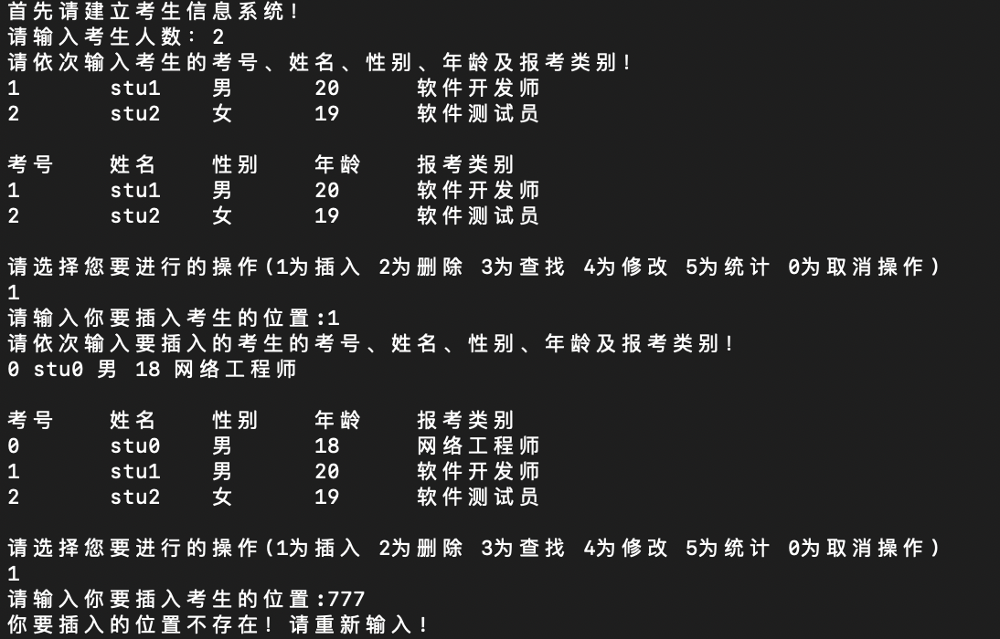 首先请建立考生信息系统！
请输入考生人数：2
请依次输入考生的考号、姓名、性别、年龄及报考类别！
1 stu1 男 20 软件开发师
2 stu2 女 19 软件测试员
考号 姓名 性别 年龄 报考类别
1 stu1 男 20 软件开发师
2 stu2 女 19 软件测试员
请选择您要进行的操作(1为插入 2为删除 3为查找 4为修改 5为统计 0为取消操作)
1
请输入你要插入考生的位置:1
请依次输入要插入的考生的考号、姓名、性别、年龄及报考类别！
0 stu0 男 18 网络工程师
考号 姓名 性别 年龄 报考类别
0 stu0 男 18 网络工程师
1 stu1 男 20 软件开发师
2 stu2 女 19 软件测试员
请选择您要进行的操作(1为插入 2为删除 3为查找 4为修改 5为统计 0为取消操作)
1
请输入你要插入考生的位置:777
你要插入的位置不存在！请重新输入！